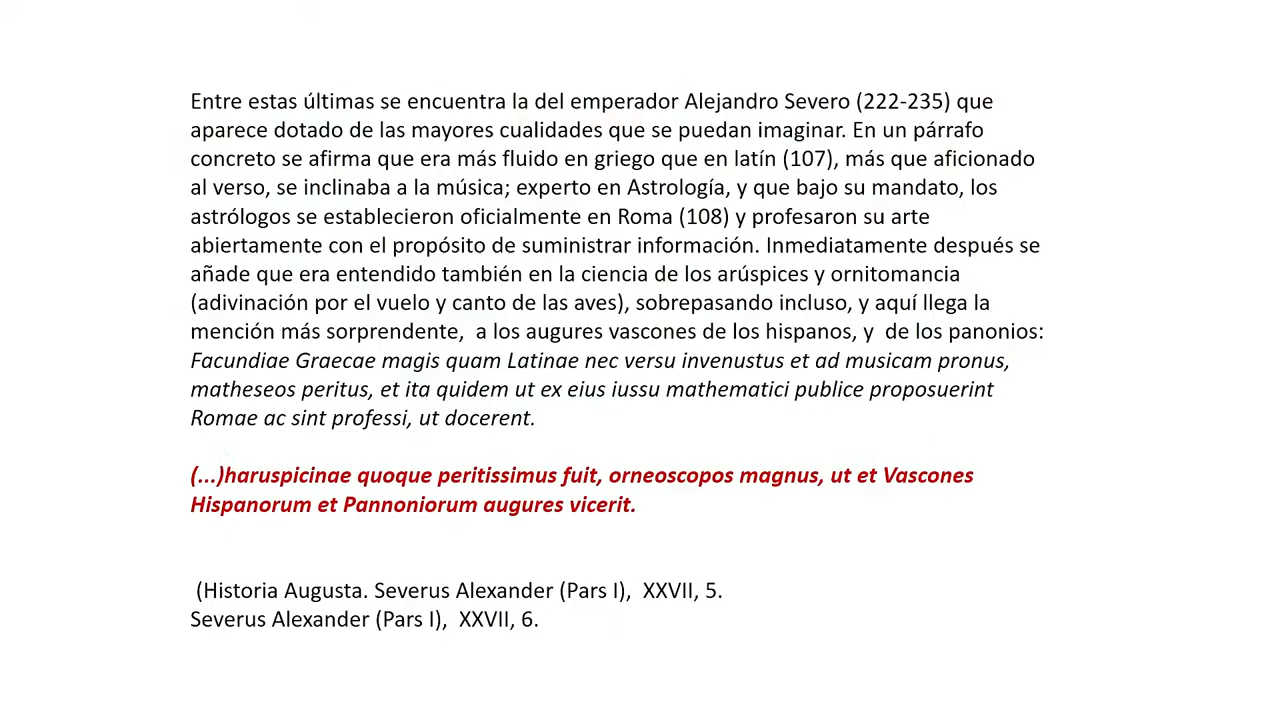 Entre estas últimas se encuentra la del emperador Alejandro Severo (222-235) que
aparece dotado de las mayores cualidades que se puedan imaginar. En un párrafo
concreto se afirma que era más fluido en griego que en latín (107), más que aficionado
al verso, se inclinaba a la música; experto en Astrología, y que bajo su mandato, los
astrólogos se establecieron oficialmente en Roma (108) y profesaron su arte
abiertamente con el propósito de suministrar información. Inmediatamente después se
añade que era entendido también en la ciencia de los arúspices y ornitomancia
(adivinación por el vuelo y canto de las aves), sobrepasando incluso, y aquí llega la
mención más sorprendente,  a los augures vascones de los hispanos, y  de los panonios:
Facundiae Graecae magis quam Latinae nec versu invenustus et ad musicam pronus,
matheseos peritus, et ita quidem ut ex eius iussu mathematici publice proposuerint
Romae ac sint professi, ut docerent.
(...)haruspicinae quoque peritissimus fuit, orneoscopos magnus, ut et Vascones
Hispanorum et Pannoniorum augures vicerit.
(Historia Augusta. Severus Alexander (Pars I),  XXVII, 5.
Severus Alexander (Pars I),  XXVII, 6.